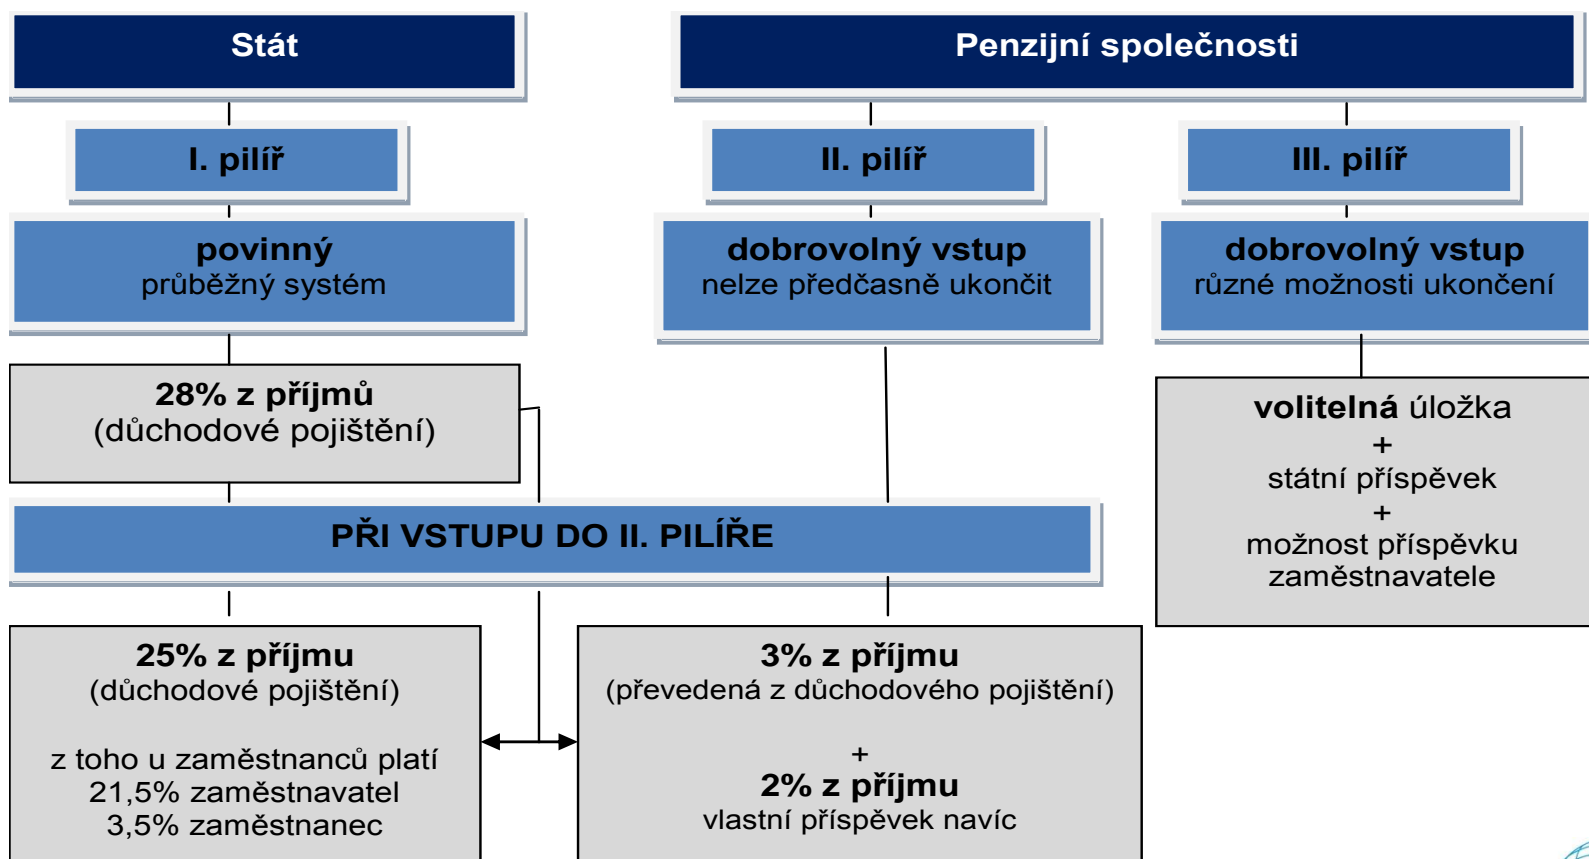 Stát
Penzijní společnosti
I. pilíř
II. pilíř
III. pilíř
povinný
průběžný systém
dobrovolný vstup
nelze předčasně ukončit
dobrovolný vstup
různé možnosti ukončení
28% z příjmů
(důchodové pojištění)
volitelná úložka
+
státní příspěvek
+
možnost příspěvku
zaměstnavatele
PŘI VSTUPU DO II. PILÍŘE
25% z příjmu
(důchodové pojištění)
z toho u zaměstnanců platí
21,5% zaměstnavatel
3,5% zaměstnanec
3% z příjmu
(převedená z důchodového pojištění)
+
2% z příjmu
vlastní příspěvek navíc